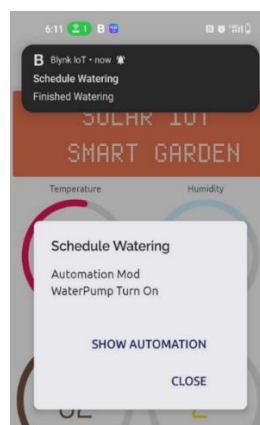 6:11
B Blynk IoT • now
Schedule Watering
Finished Watering
SOLAR IOT
SMART GARDEN
Temperature Humidity
Schedule Watering
Automation Mod
WaterPump Turn On
SHOW AUTOMATION
CLOSE